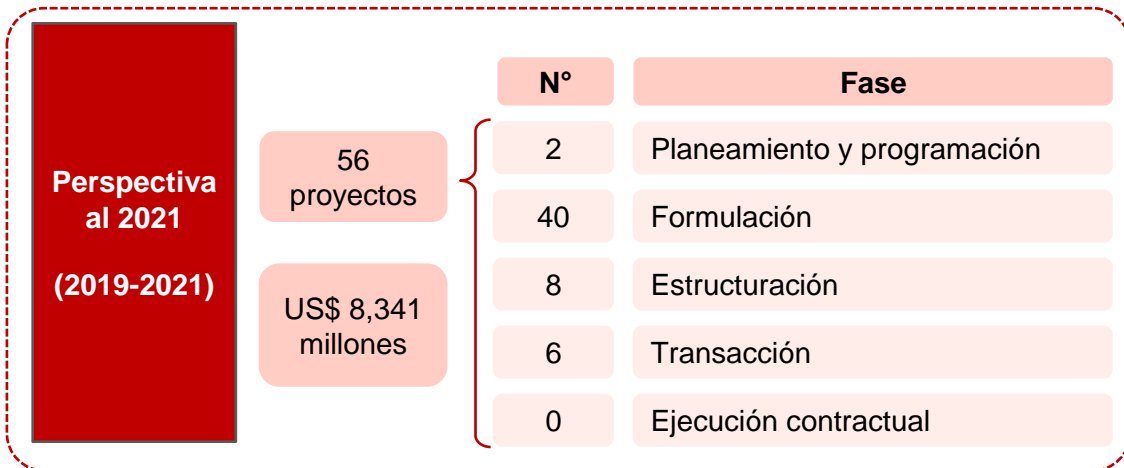 Perspectiva
al 2021
(2019-2021)
56
proyectos
US$ 8,341
millones
N° Fase
2 Planeamiento y programación
40 Formulación
8 Estructuración
6 Transacción
0 Ejecución contractual